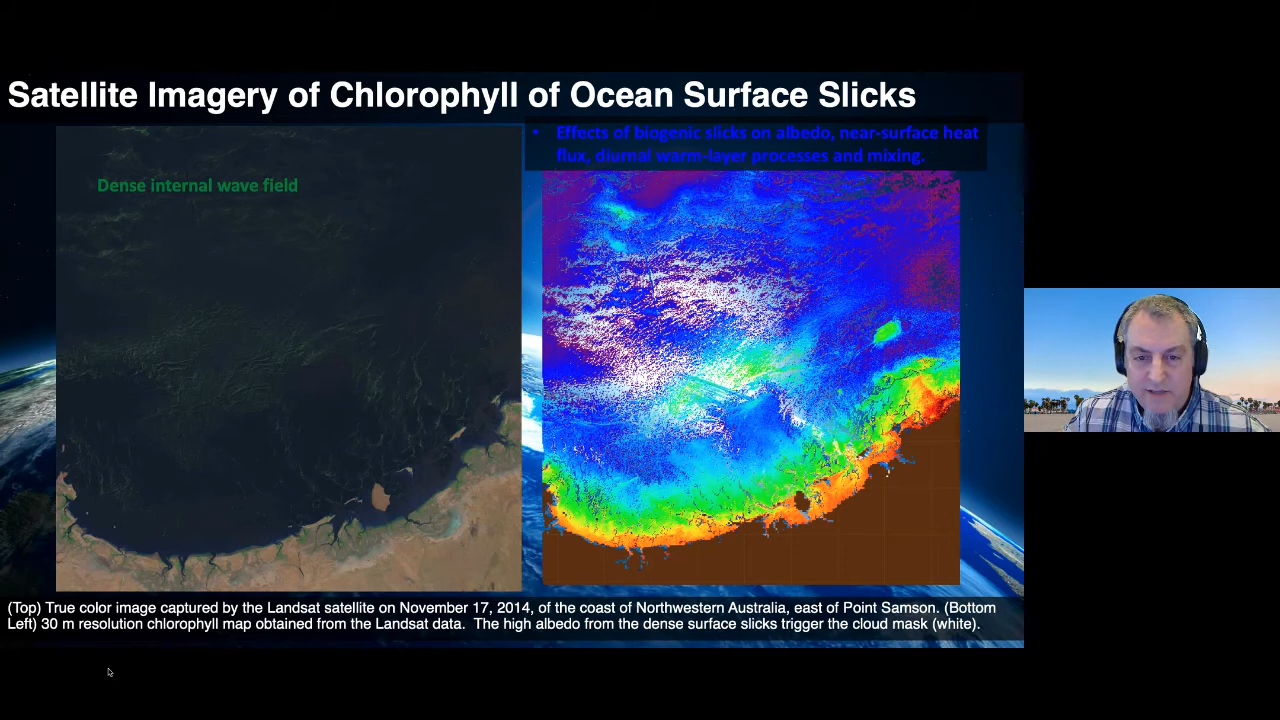 Satellite Imagery of Chlorophyll of Ocean Surface Slicks
• Effects of biogenic slicks on albedo, near-surface heat
flux, diurnal warm-layer processes and mixing.
Dense internal wave field
(Top) True color image captured by the Landsat satellite on November 17, 2014, of the coast of Northwestern Australia, east of Point Samson. (Bottom
Left) 30 m resolution chlorophyll map obtained from the Landsat data. The high albedo from the dense surface slicks trigger the cloud mask (white).